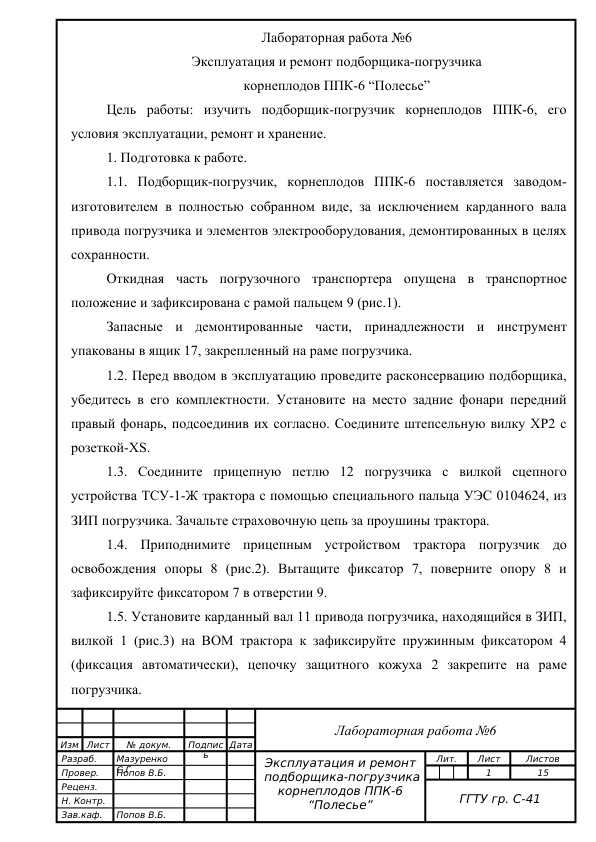 Лабораторная работа №6
Эксплуатация и ремонт подборщика-погрузчика
корнеплодов ППК-6 “Полесье”
Цель работы: изучить подборщик-погрузчик корнеплодов ППК-6, его
условия эксплуатации, ремонт и хранение.
1. Подготовка к работе.
1.1. Подборщик-погрузчик, корнеплодов ППК-6 поставляется заводом-
изготовителем в полностью собранном виде, за исключением карданного вала
привода погрузчика и элементов электрооборудования, демонтированных в целях
сохранности.
Откидная часть погрузочного транспортера опущена в транспортное
положение и зафиксирована с рамой пальцем 9 (рис.1).
Запасные и демонтированные части, принадлежности и инструмент
упакованы в ящик 17, закрепленный на раме погрузчика.
1.2. Перед вводом в эксплуатацию проведите расконсервацию подборщика,
убедитесь в его комплектности. Установите на место задние фонари передний
правый фонарь, подсоединив их согласно. Соедините штепсельную вилку ХР2 с
розеткой-XS.
1.3. Соедините прицепную петлю 12 погрузчика с вилкой сцепного
устройства ТСУ-1-Ж трактора с помощью специального пальца УЭС 0104624, из
ЗИП погрузчика. Зачальте страховочную цепь за проушины трактора.
1.4. Приподнимите прицепным устройством трактора погрузчик до
освобождения опоры 8 (рис.2). Вытащите фиксатор 7, поверните опору 8 и
зафиксируйте фиксатором 7 в отверстии 9.
1.5. Установите карданный вал 11 привода погрузчика, находящийся в ЗИП,
вилкой 1 (рис.3) на ВОМ трактора к зафиксируйте пружинным фиксатором 4
(фиксация автоматически), цепочку защитного кожуха 2 закрепите на раме
погрузчика.
Лабораторная работа №6
Изм Лист № докум. Подпис
ь Дата
Разраб. Мазуренко
Провер. Попов В.Б.
Реценз.
Н. Контр.
Зав.каф. Попов В.Б.
Эксплуатация и ремонт
подборщика-погрузчика
корнеплодов ППК-6
“Полесье”
Лит. Лист Листов
1 15
ГГТУ гр. С-41